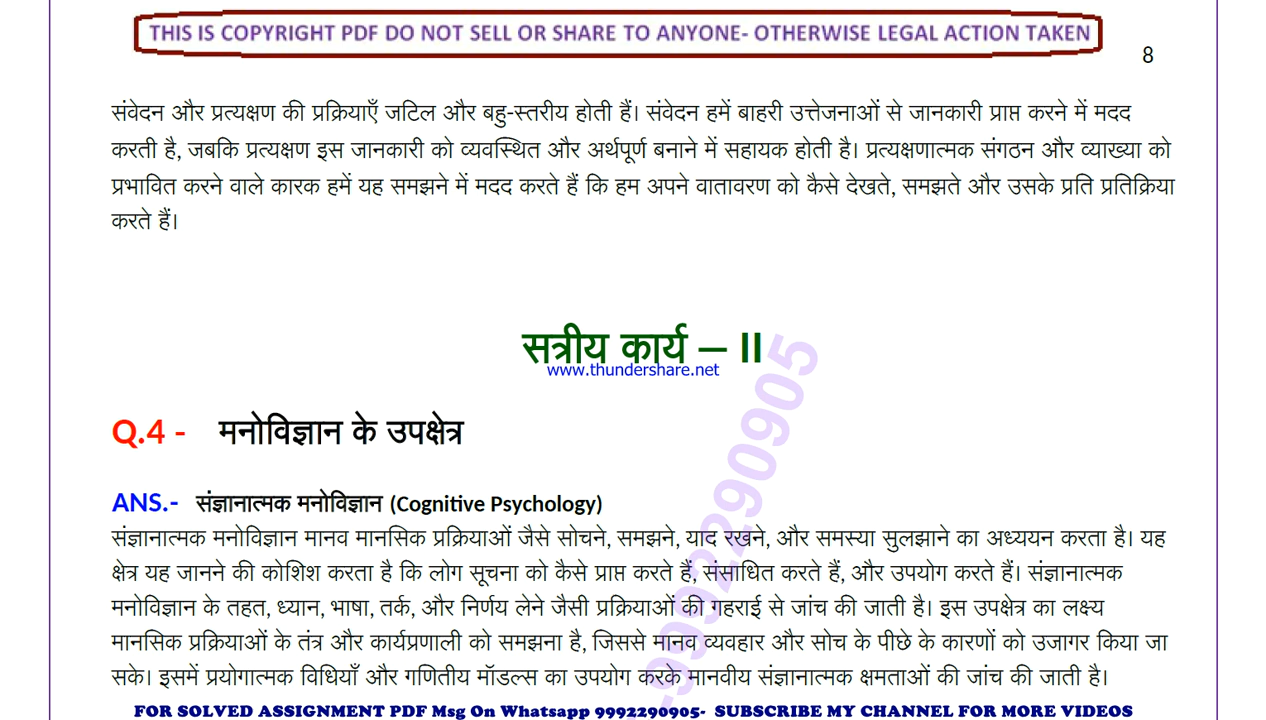 THIS IS COPYRIGHT PDF DO NOT SELL OR SHARE TO ANYONE- OTHERWISE LEGAL ACTION TAKEN
8
संवेदन और प्रत्यक्षण की प्रक्रियाएँ जटिल और बहु-स्तरीय होती हैं। संवेदन हमें बाहरी उत्तेजनाओं से जानकारी प्राप्त करने में मदद
करती है, जबकि प्रत्यक्षण इस जानकारी को व्यवस्थित और अर्थपूर्ण बनाने में सहायक होती है। प्रत्यक्षणात्मक संगठन और व्याख्या को
प्रभावित करने वाले कारक हमें यह समझने में मदद करते हैं कि हम अपने वातावरण को कैसे देखते, समझते और उसके प्रति प्रतिक्रिया
करते हैं।
सत्रीय कार्य – II
www.thundershare.net
Q.4 - मनोविज्ञान के उपक्षेत्र
ANS.- संज्ञानात्मक मनोविज्ञान (Cognitive Psychology)
संज्ञानात्मक मनोविज्ञान मानव मानसिक प्रक्रियाओं जैसे सोचने, समझने, याद रखने, और समस्या सुलझाने का अध्ययन करता है। यह
क्षेत्र यह जानने की कोशिश करता है कि लोग सूचना को कैसे प्राप्त करते हैं, संसाधित करते हैं, और उपयोग करते हैं। संज्ञानात्मक
मनोविज्ञान के तहत, ध्यान, भाषा, तर्क, और निर्णय लेने जैसी प्रक्रियाओं की गहराई से जांच की जाती है। इस उपक्षेत्र का लक्ष्य
मानसिक प्रक्रियाओं के तंत्र और कार्यप्रणाली को समझना है, जिससे मानव व्यवहार और सोच के पीछे के कारणों को उजागर किया जा
सके। इसमें प्रयोगात्मक विधियाँ और गणितीय मॉडल्स का उपयोग करके मानवीय संज्ञानात्मक क्षमताओं की जांच की जाती है।
-9992290905
FOR SOLVED ASSIGNMENT PDF Msg On Whatsapp 9992290905- SUBSCRIBE MY CHANNEL FOR MORE VIDEOS